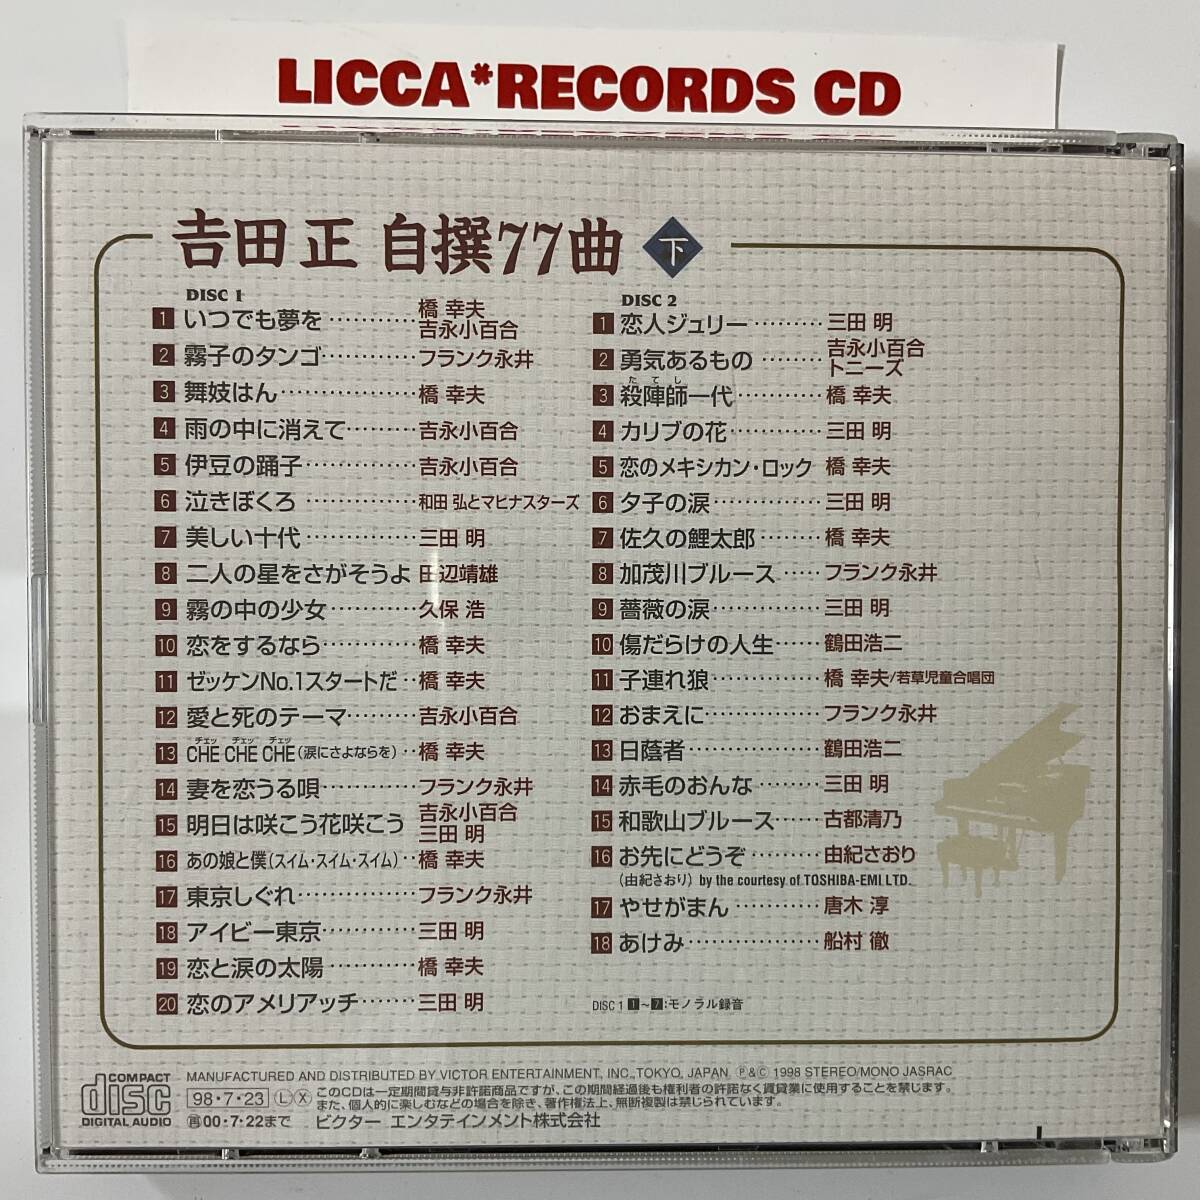 LICCA*RECORDS CD
吉田 正 自撰77曲 下
DISC 1
1 いつでも夢を………… 橋 幸夫 吉永小百合
2 霧子のタンゴ………… フランク永井
3 舞妓はん……………… 橋 幸夫
4 雨の中に消えて……… 吉永小百合
5 伊豆の踊子…………… 吉永小百合
6 泣きぼくろ…………… 和田 弘とマヒナスターズ
7 美しい十代…………… 三田 明
8 二人の星をさがそうよ 田辺靖雄
9 霧の中の少女………… 久保 浩
10 恋をするなら………… 橋 幸夫
11 ゼッケンNo.1スタートだ‥ 橋 幸夫
12 愛と死のテーマ……… 吉永小百合
チェッ チェッ チェッ
13 CHE CHE CHE(涙にさよならを)‥ 橋 幸夫
14 妻を恋うる唄………… フランク永井
15 明日は咲こう花咲こう 吉永小百合 三田 明
16 あの娘と僕(スイム・スイム・スイム)‥ 橋 幸夫
17 東京しぐれ…………… フランク永井
18 アイビー東京………… 三田 明
19 恋と涙の太陽………… 橋 幸夫
20 恋のアメリアッチ…… 三田 明
DISC 2
1 恋人ジュリー……… 三田 明
2 勇気あるもの……… 吉永小百合 トニーズ
たてし
3 殺陣師一代………… 橋 幸夫
4 カリブの花………… 三田 明
5 恋のメキシカン・ロック 橋 幸夫
6 夕子の涙…………… 三田 明
7 佐久の鯉太郎……… 橋 幸夫
8 加茂川ブルース…… フランク永井
9 薔薇の涙…………… 三田 明
10 傷だらけの人生…… 鶴田浩二
11 子連れ狼…………… 橋 幸夫/若草児童合唱団
12 おまえに…………… フランク永井
13 日蔭者……………… 鶴田浩二
14 赤毛のおんな……… 三田 明
15 和歌山ブルース…… 古都清乃
16 お先にどうぞ……… 由紀さおり
(由紀さおり) by the courtesy of TOSHIBA-EMI LTD.
17 やせがまん………… 唐木 淳
18 あけみ……………… 船村 徹
DISC 1 1〜7:モノラル録音
COMPACT disc DIGITAL AUDIO
MANUFACTURED AND DISTRIBUTED BY VICTOR ENTERTAINMENT, INC., TOKYO, JAPAN Ⓟ&Ⓒ 1998 STEREO/MONO JASRAC
98・7・23 Ⓛ Ⓧ このCDは一定期間貸与非許諾商品ですが、この期間経過後も権利者の許諾なく賃貸業に使用することを禁じます。
また、個人的に楽しむなどの場合を除き、著作権法上、無断複製は禁じられています。
再00・7・22まで ビクター エンタテインメント株式会社